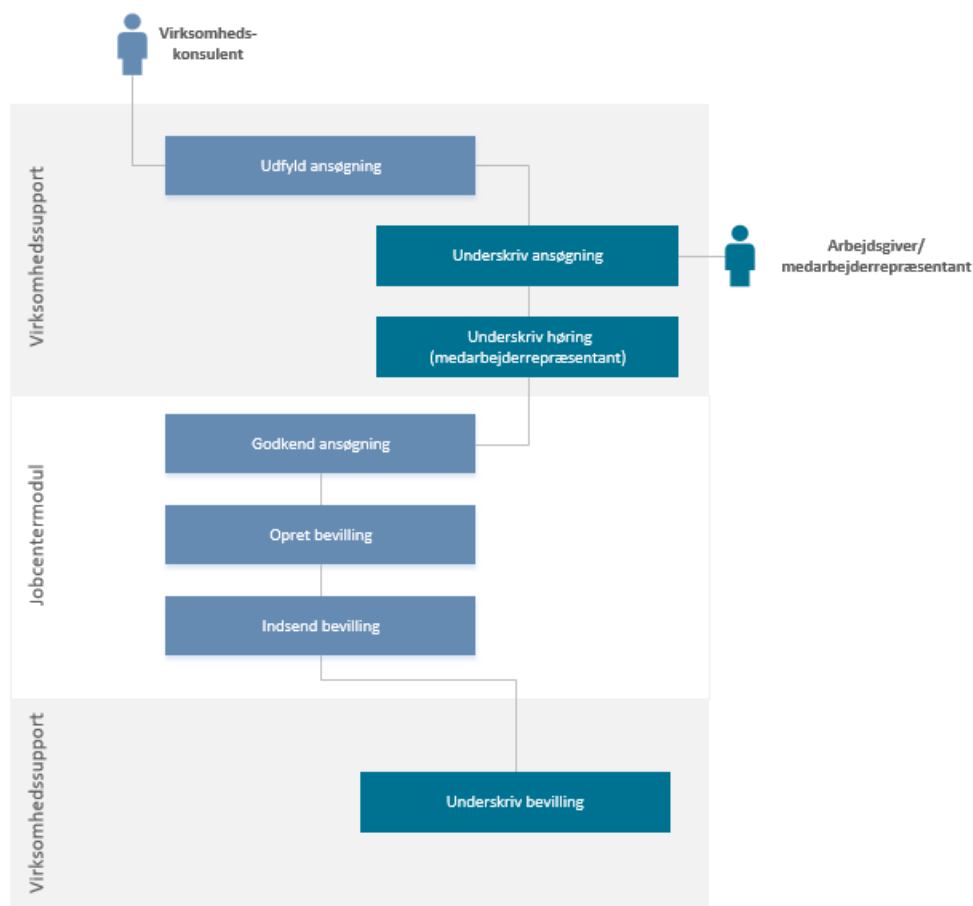 Virksomheds-
konsulent
Virksomhedssupport
Udfyld ansøgning
Underskriv ansøgning
Arbejdsgiver/
medarbejderrepræsentant
Underskriv høring
(medarbejderrepræsentant)
Jobcentermodul
Godkend ansøgning
Opret bevilling
Indsend bevilling
Virksomhedssupport
Underskriv bevilling